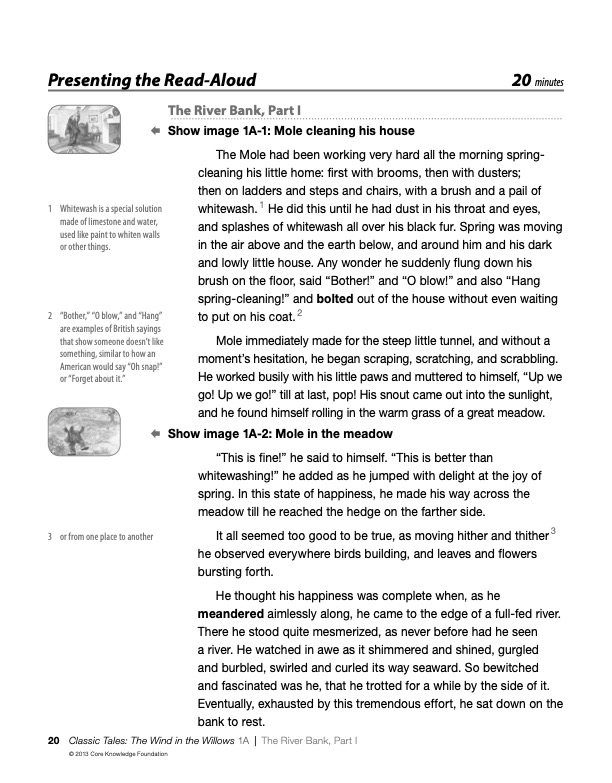 Presenting the Read-Aloud
20 minutes
The River Bank, Part I
Show image 1A-1: Mole cleaning his house
The Mole had been working very hard all the morning spring-
cleaning his little home: first with brooms, then with dusters;
then on ladders and steps and chairs, with a brush and a pail of
whitewash. 1 He did this until he had dust in his throat and eyes,
and splashes of whitewash all over his black fur. Spring was moving
in the air above and the earth below, and around him and his dark
and lowly little house. Any wonder he suddenly flung down his
brush on the floor, said “Bother!” and “O blow!” and also “Hang
spring-cleaning!” and bolted out of the house without even waiting
to put on his coat. 2
1 Whitewash is a special solution
made of limestone and water,
used like paint to whiten walls
or other things.
2 “Bother,” “O blow,” and “Hang”
are examples of British sayings
that show someone doesn’t like
something, similar to how an
American would say “Oh snap!”
or “Forget about it.”
Mole immediately made for the steep little tunnel, and without a
moment’s hesitation, he began scraping, scratching, and scrabbling.
He worked busily with his little paws and muttered to himself, “Up we
go! Up we go!” till at last, pop! His snout came out into the sunlight,
and he found himself rolling in the warm grass of a great meadow.
Show image 1A-2: Mole in the meadow
“This is fine!” he said to himself. “This is better than
whitewashing!” he added as he jumped with delight at the joy of
spring. In this state of happiness, he made his way across the
meadow till he reached the hedge on the farther side.
It all seemed too good to be true, as moving hither and thither 3
he observed everywhere birds building, and leaves and flowers
bursting forth.
3 or from one place to another
He thought his happiness was complete when, as he
meandered aimlessly along, he came to the edge of a full-fed river.
There he stood quite mesmerized, as never before had he seen
a river. He watched in awe as it shimmered and shined, gurgled
and burbled, swirled and curled its way seaward. So bewitched
and fascinated was he, that he trotted for a while by the side of it.
Eventually, exhausted by this tremendous effort, he sat down on the
bank to rest.
20 Classic Tales: The Wind in the Willows 1A | The River Bank, Part I
© 2013 Core Knowledge Foundation